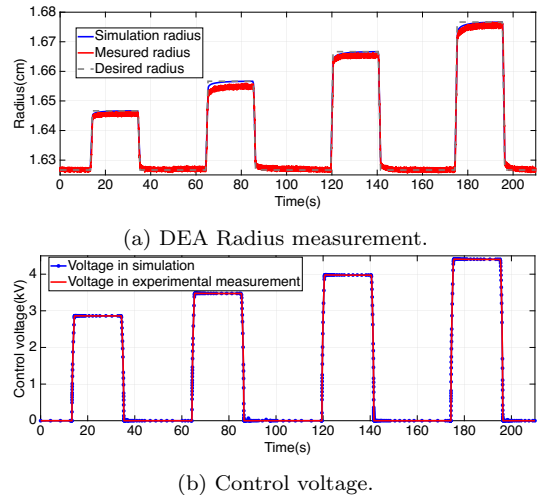 1.68
1.67
1.66
1.65
1.64
1.63
Radius(cm)
Simulation radius
Mesured radius
Desired radius
0 20 40 60 80 100 120 140 160 180 200
Time(s)
(a) DEA Radius measurement.
4
3
2
1
0
Control voltage(kV)
Voltage in simulation
Voltage in experimental measurement
0 20 40 60 80 100 120 140 160 180 200
Time(s)
(b) Control voltage.